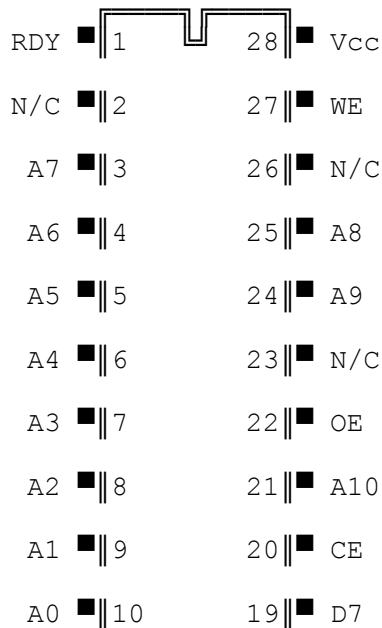 RDY 1 28 Vcc
N/C 2 27 WE
A7 3 26 N/C
A6 4 25 A8
A5 5 24 A9
A4 6 23 N/C
A3 7 22 OE
A2 8 21 A10
A1 9 20 CE
A0 10 19 D7